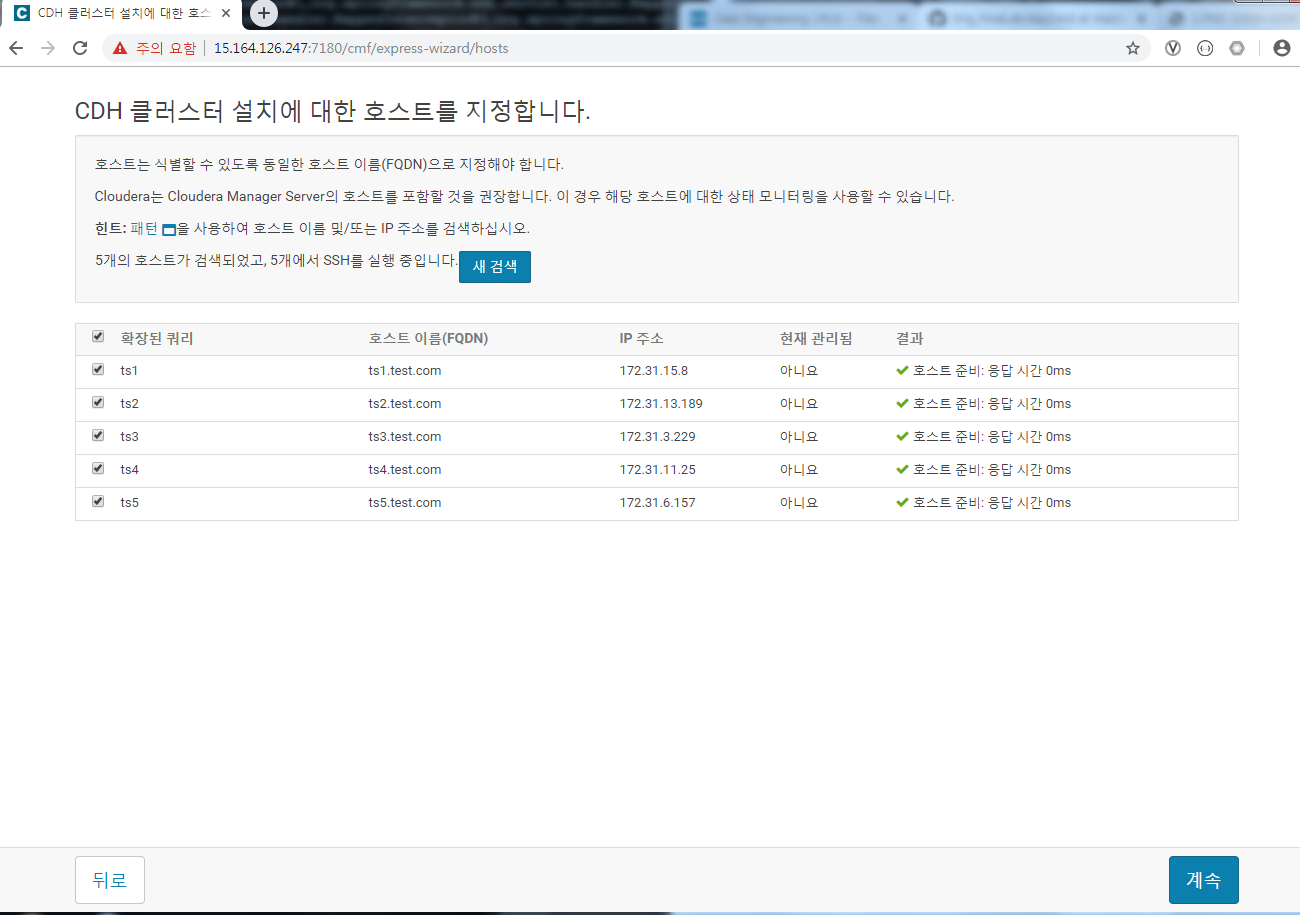 CDH 클러스터 설치에 대한 호스
주의 요함 15.164.126.247:7180/cmf/express-wizard/hosts
CDH 클러스터 설치에 대한 호스트를 지정합니다.
호스트는 식별할 수 있도록 동일한 호스트 이름(FQDN)으로 지정해야 합니다.
Cloudera는 Cloudera Manager Server의 호스트를 포함할 것을 권장합니다. 이 경우 해당 호스트에 대한 상태 모니터링을 사용할 수 있습니다.
힌트: 패턴 을 사용하여 호스트 이름 및/또는 IP 주소를 검색하십시오.
5개의 호스트가 검색되었고, 5개에서 SSH를 실행 중입니다. 새 검색
확장된 쿼리 호스트 이름(FQDN) IP 주소 현재 관리됨 결과
ts1 ts1.test.com 172.31.15.8 아니요 호스트 준비: 응답 시간 0ms
ts2 ts2.test.com 172.31.13.189 아니요 호스트 준비: 응답 시간 0ms
ts3 ts3.test.com 172.31.3.229 아니요 호스트 준비: 응답 시간 0ms
ts4 ts4.test.com 172.31.11.25 아니요 호스트 준비: 응답 시간 0ms
ts5 ts5.test.com 172.31.6.157 아니요 호스트 준비: 응답 시간 0ms
뒤로 계속